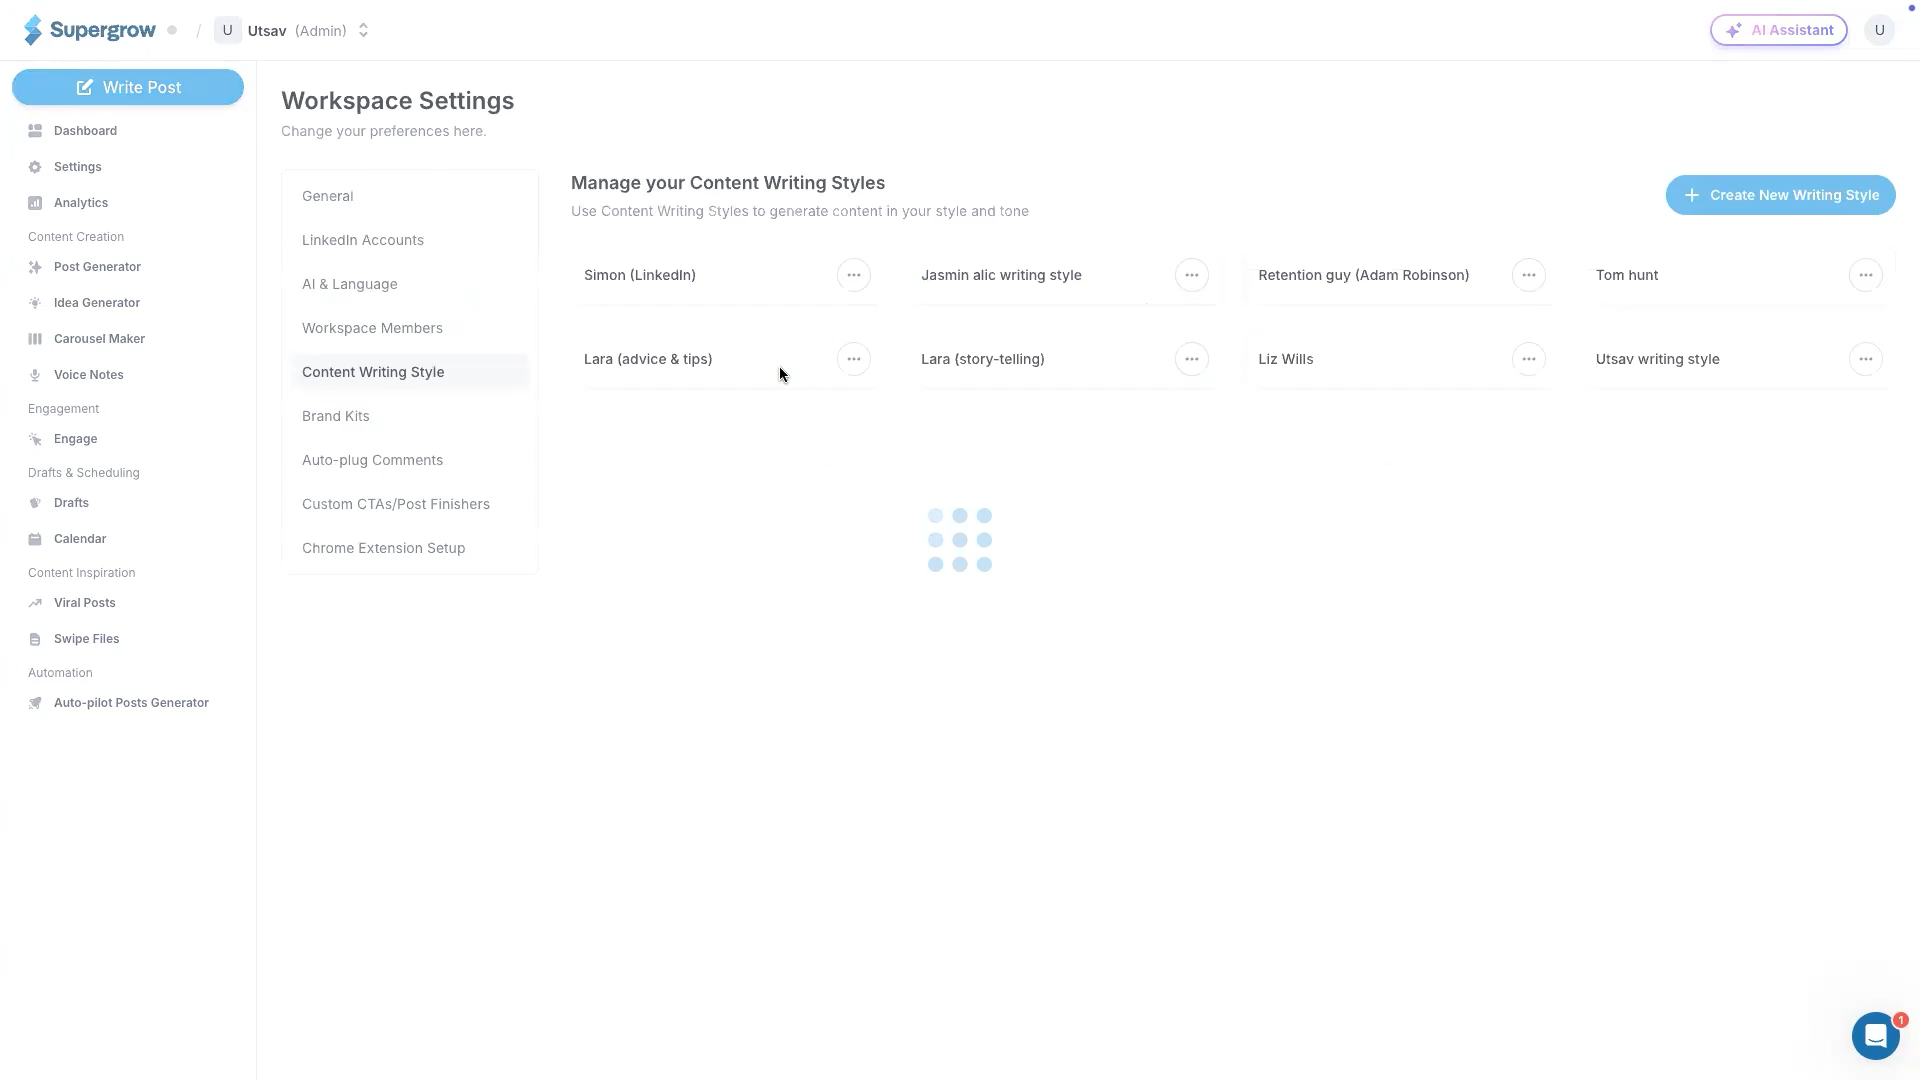 Supergrow / U Utsav (Admin)
AI Assistant U
Write Post
Dashboard
Settings
Analytics
Content Creation
Post Generator
Idea Generator
Carousel Maker
Voice Notes
Engagement
Engage
Drafts & Scheduling
Drafts
Calendar
Content Inspiration
Viral Posts
Swipe Files
Automation
Auto-pilot Posts Generator
Workspace Settings
Change your preferences here.
General
LinkedIn Accounts
AI & Language
Workspace Members
Content Writing Style
Brand Kits
Auto-plug Comments
Custom CTAs/Post Finishers
Chrome Extension Setup
Manage your Content Writing Styles
Use Content Writing Styles to generate content in your style and tone
Create New Writing Style
Simon (LinkedIn)
Jasmin alic writing style
Retention guy (Adam Robinson)
Tom hunt
Lara (advice & tips)
Lara (story-telling)
Liz Wills
Utsav writing style
1